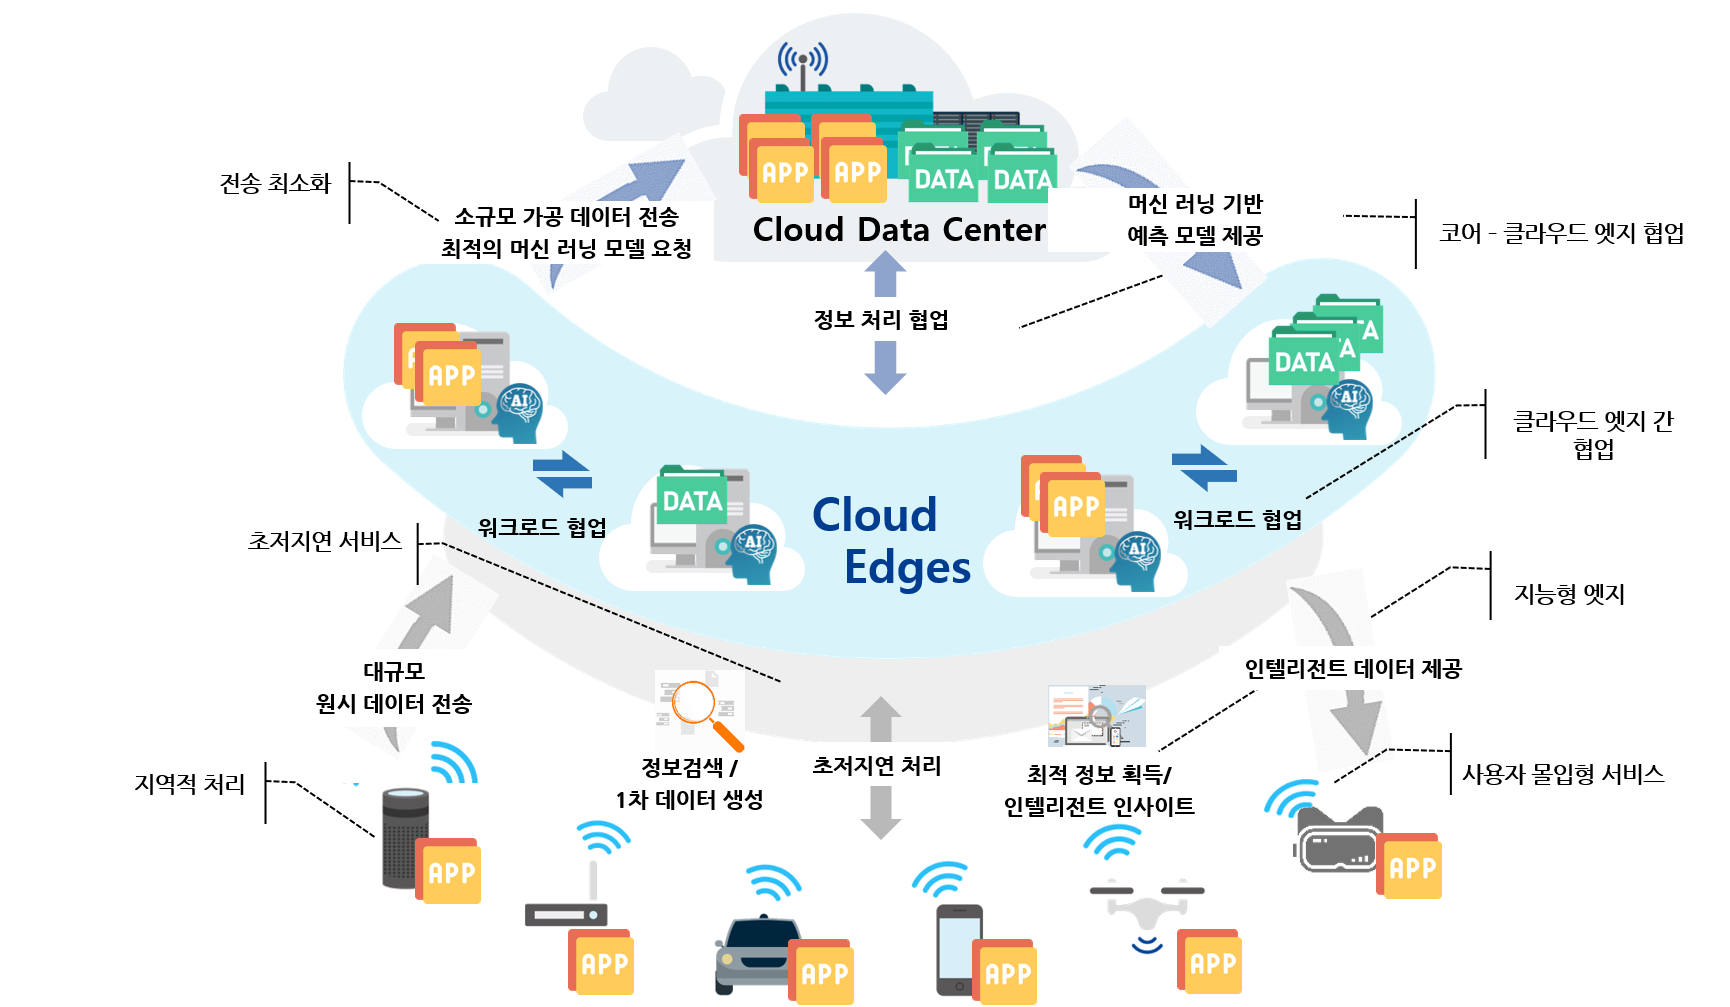 APP
APP
DATA
DATA
Cloud Data Center
전송 최소화
소규모 가공 데이터 전송
최적의 머신 러닝 모델 요청
머신 러닝 기반
예측 모델 제공
코어 - 클라우드 엣지 협업
정보 처리 협업
APP
AI
DATA
AI
클라우드 엣지 간
협업
워크로드 협업
DATA
AI
Cloud
Edges
APP
AI
워크로드 협업
초저지연 서비스
지능형 엣지
대규모
원시 데이터 전송
인텔리전트 데이터 제공
정보검색 /
1차 데이터 생성
초저지연 처리
최적 정보 획득/
인텔리전트 인사이트
지역적 처리
사용자 몰입형 서비스
APP
APP
APP
APP
APP
APP